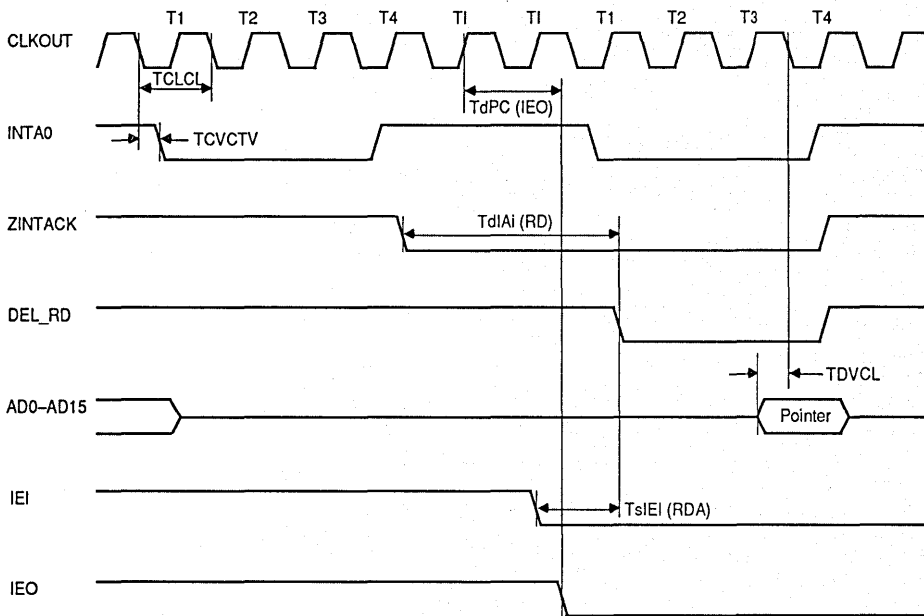 T1 T2 T3 T4 TI TI T1 T2 T3 T4
CLKOUT
TCLCL
TdPC (IEO)
INTA0
TCVCTV
ZINTACK
TdIAi (RD)
DEL_RD
TDVCL
AD0–AD15
Pointer
IEI
TsIEI (RDA)
IEO